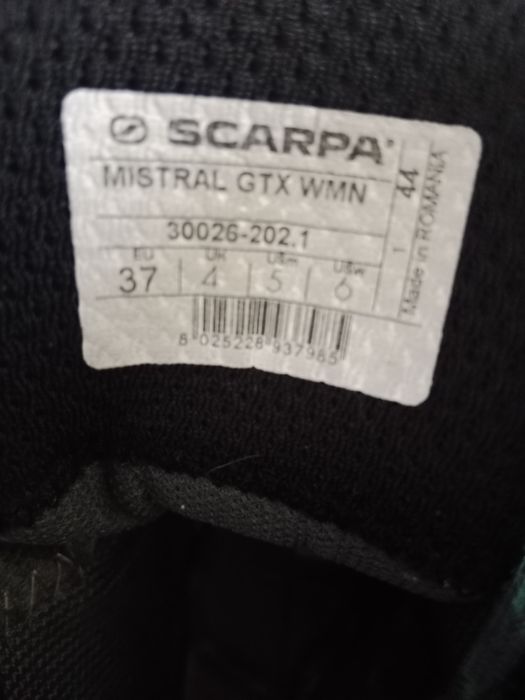 SCARPA
MISTRAL GTX WMN
30026-202.1
EU UK USm USw
37 4 5 6
8 025228 937985
44
1 Made in ROMANIA